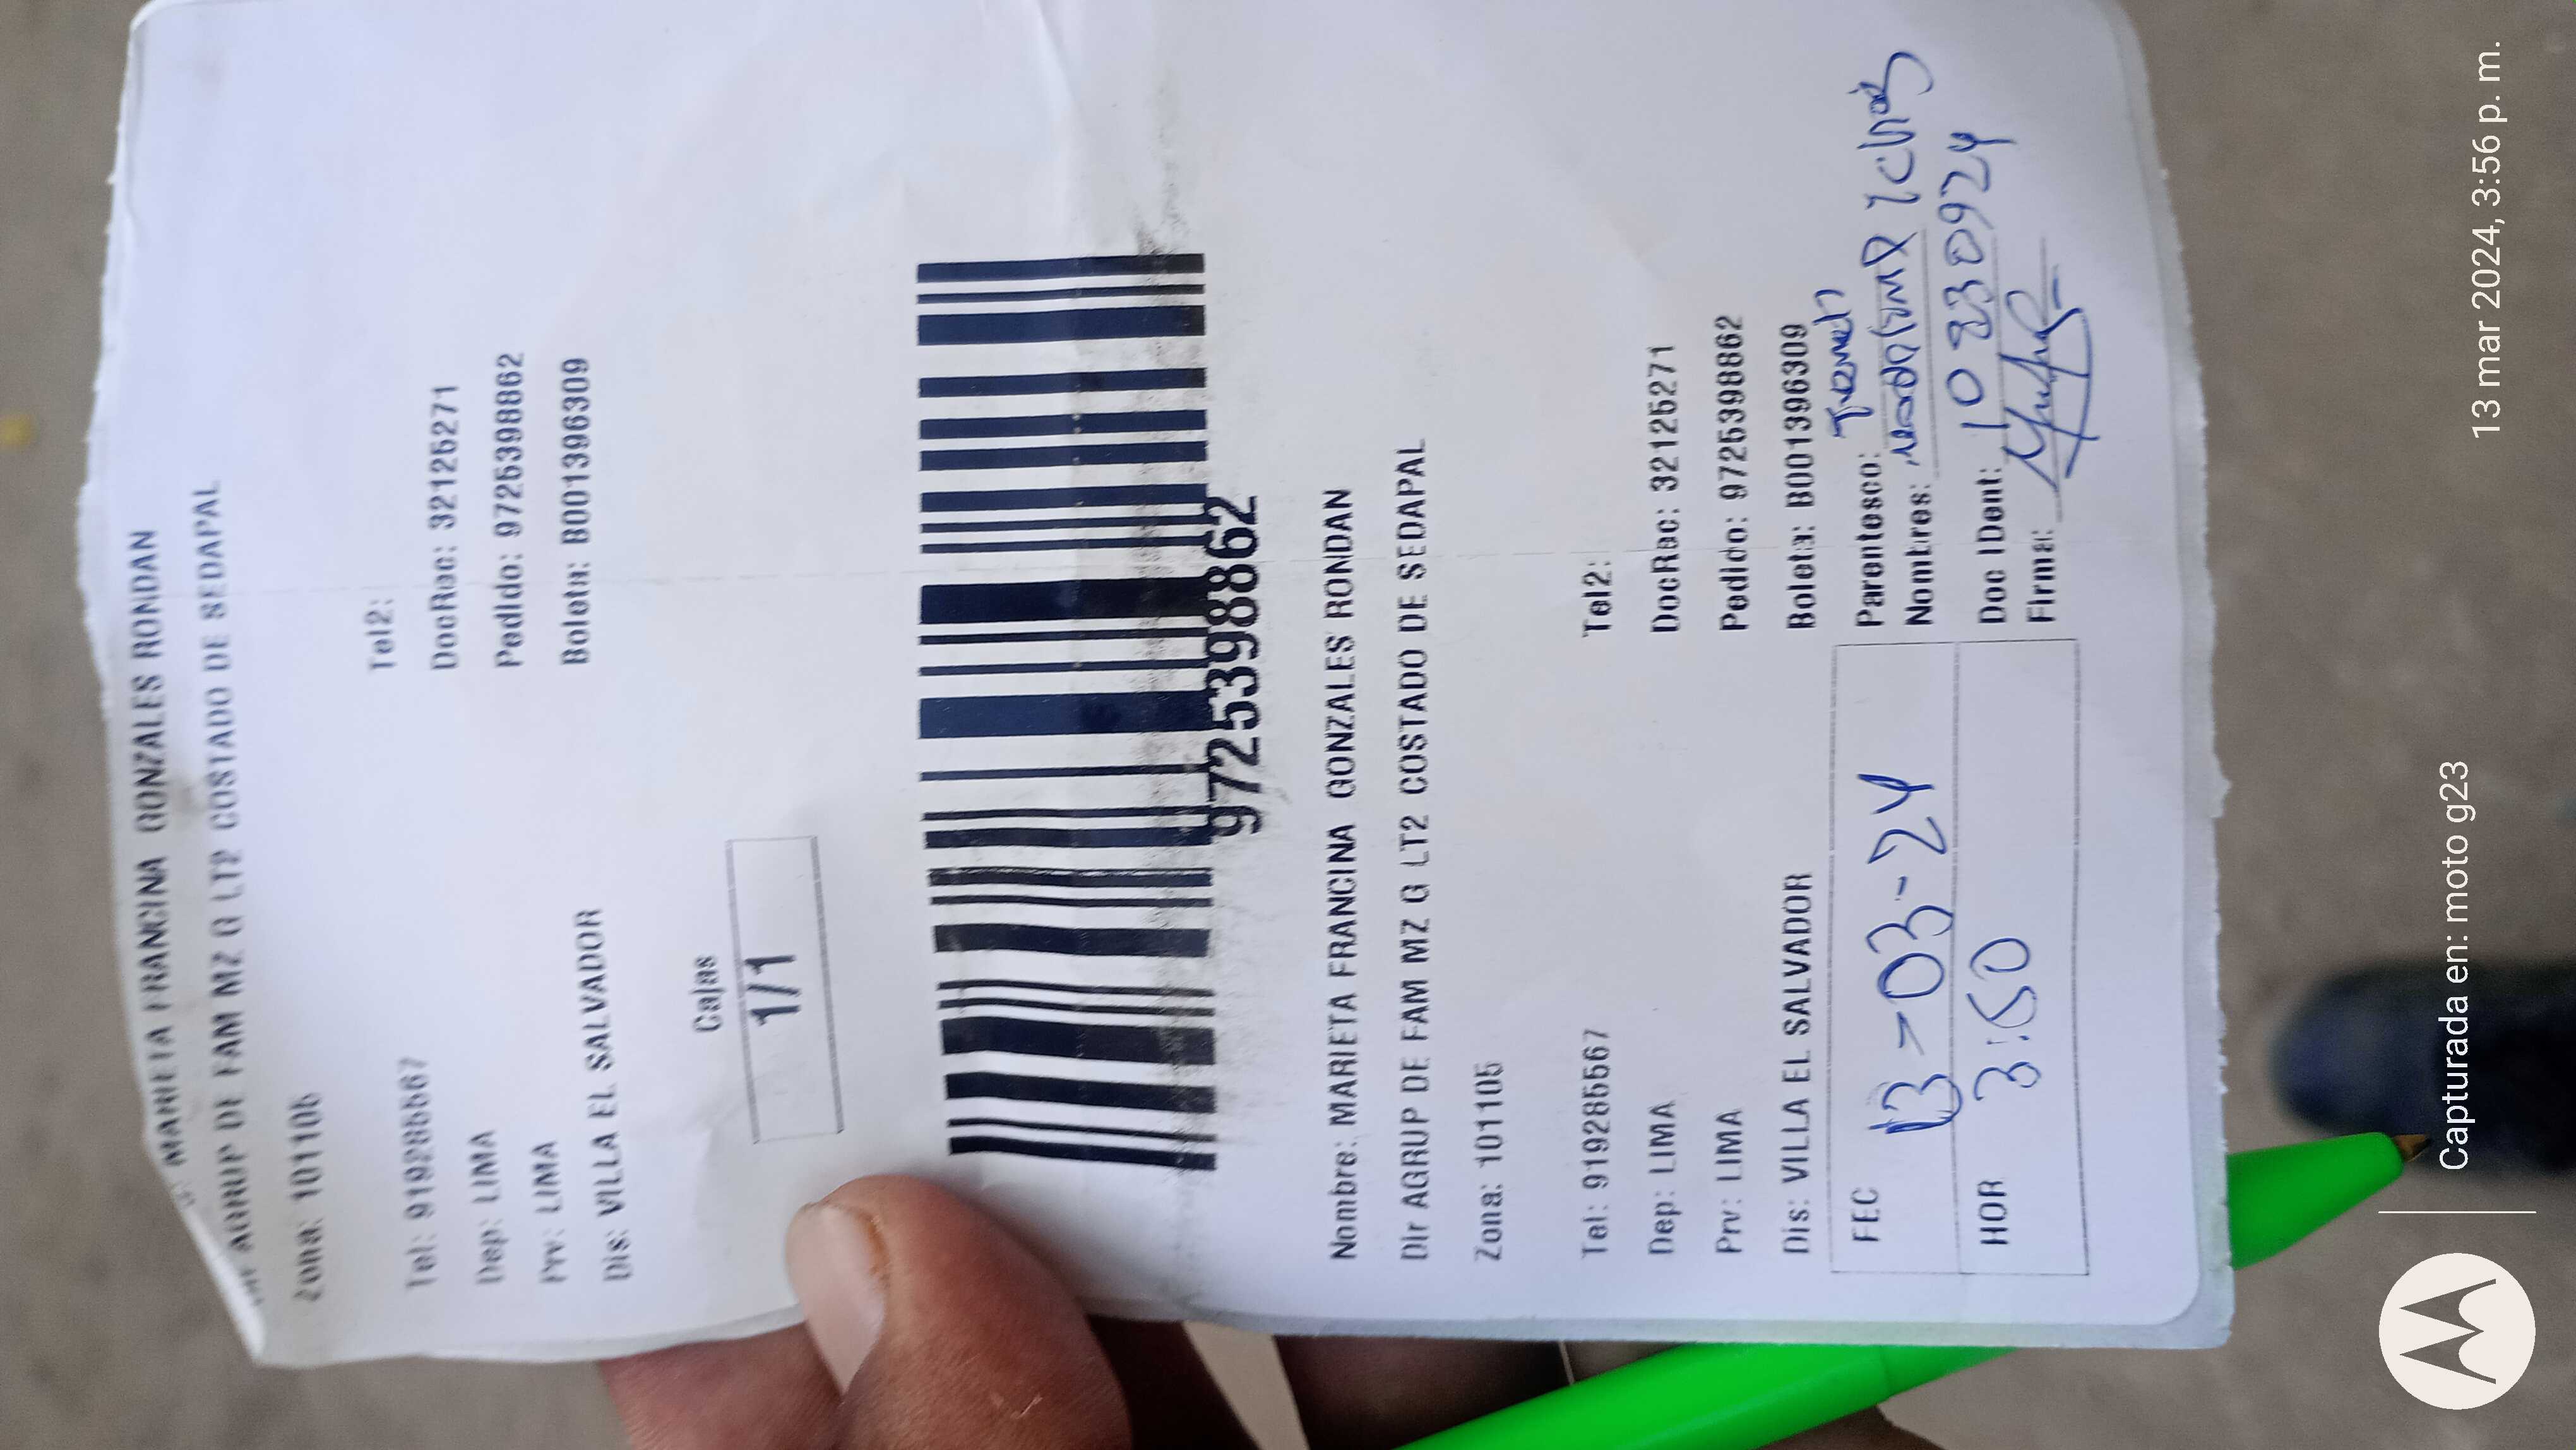 MARIETA FRANCINA GONZALES RONDAN
AGRUP DE FAM MZ G LT2 COSTADO DE SEDAPAL
Zona: 101105
Tel: 919285567
Tel2:
Dep: LIMA
DocRec: 32125271
Prv: LIMA
Pedido: 9725398862
Dis: VILLA EL SALVADOR
Boleta: B001396309
Cajas
1/1
9725398862
Nombre: MARIETA FRANCINA GONZALES RONDAN
Dir AGRUP DE FAM MZ G LT2 COSTADO DE SEDAPAL
Zona: 101105
Tel: 919285567
Tel2:
Dep: LIMA
DocRec: 32125271
Prv: LIMA
Pedido: 9725398862
Dis: VILLA EL SALVADOR
Boleta: B001396309
FEC 13-03-24
Parentesco:
Nombres:
HOR 3:50
Doc IDent: 10830924
Firma:
Capturada en: moto g23
13 mar 2024, 3:56 p. m.